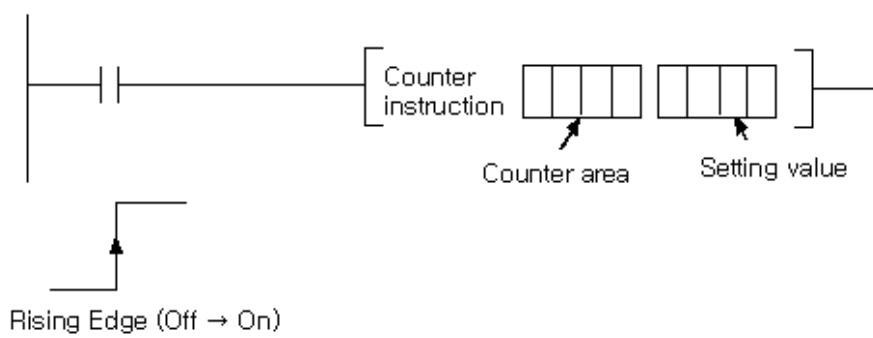 Counter
instruction
Counter area
Setting value
Rising Edge (Off → On)